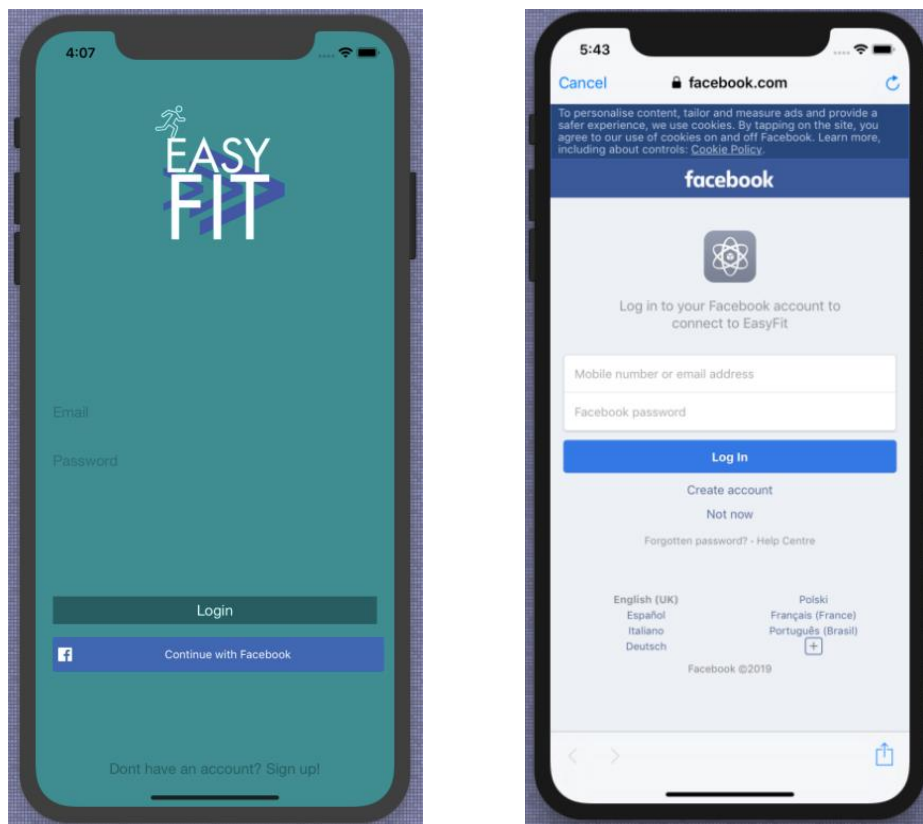 4:07
EASY
FIT
Email
Password
Login
Continue with Facebook
Dont have an account? Sign up!
5:43
Cancel
facebook.com
To personalise content, tailor and measure ads and provide a
safer experience, we use cookies. By tapping on the site, you
agree to our use of cookies on and off Facebook. Learn more,
including about controls: Cookie Policy.
facebook
Log in to your Facebook account to
connect to EasyFit
Mobile number or email address
Facebook password
Log In
Create account
Not now
Forgotten password? - Help Centre
English (UK)
Polski
Español
Français (France)
Italiano
Português (Brasil)
Deutsch
Facebook ©2019